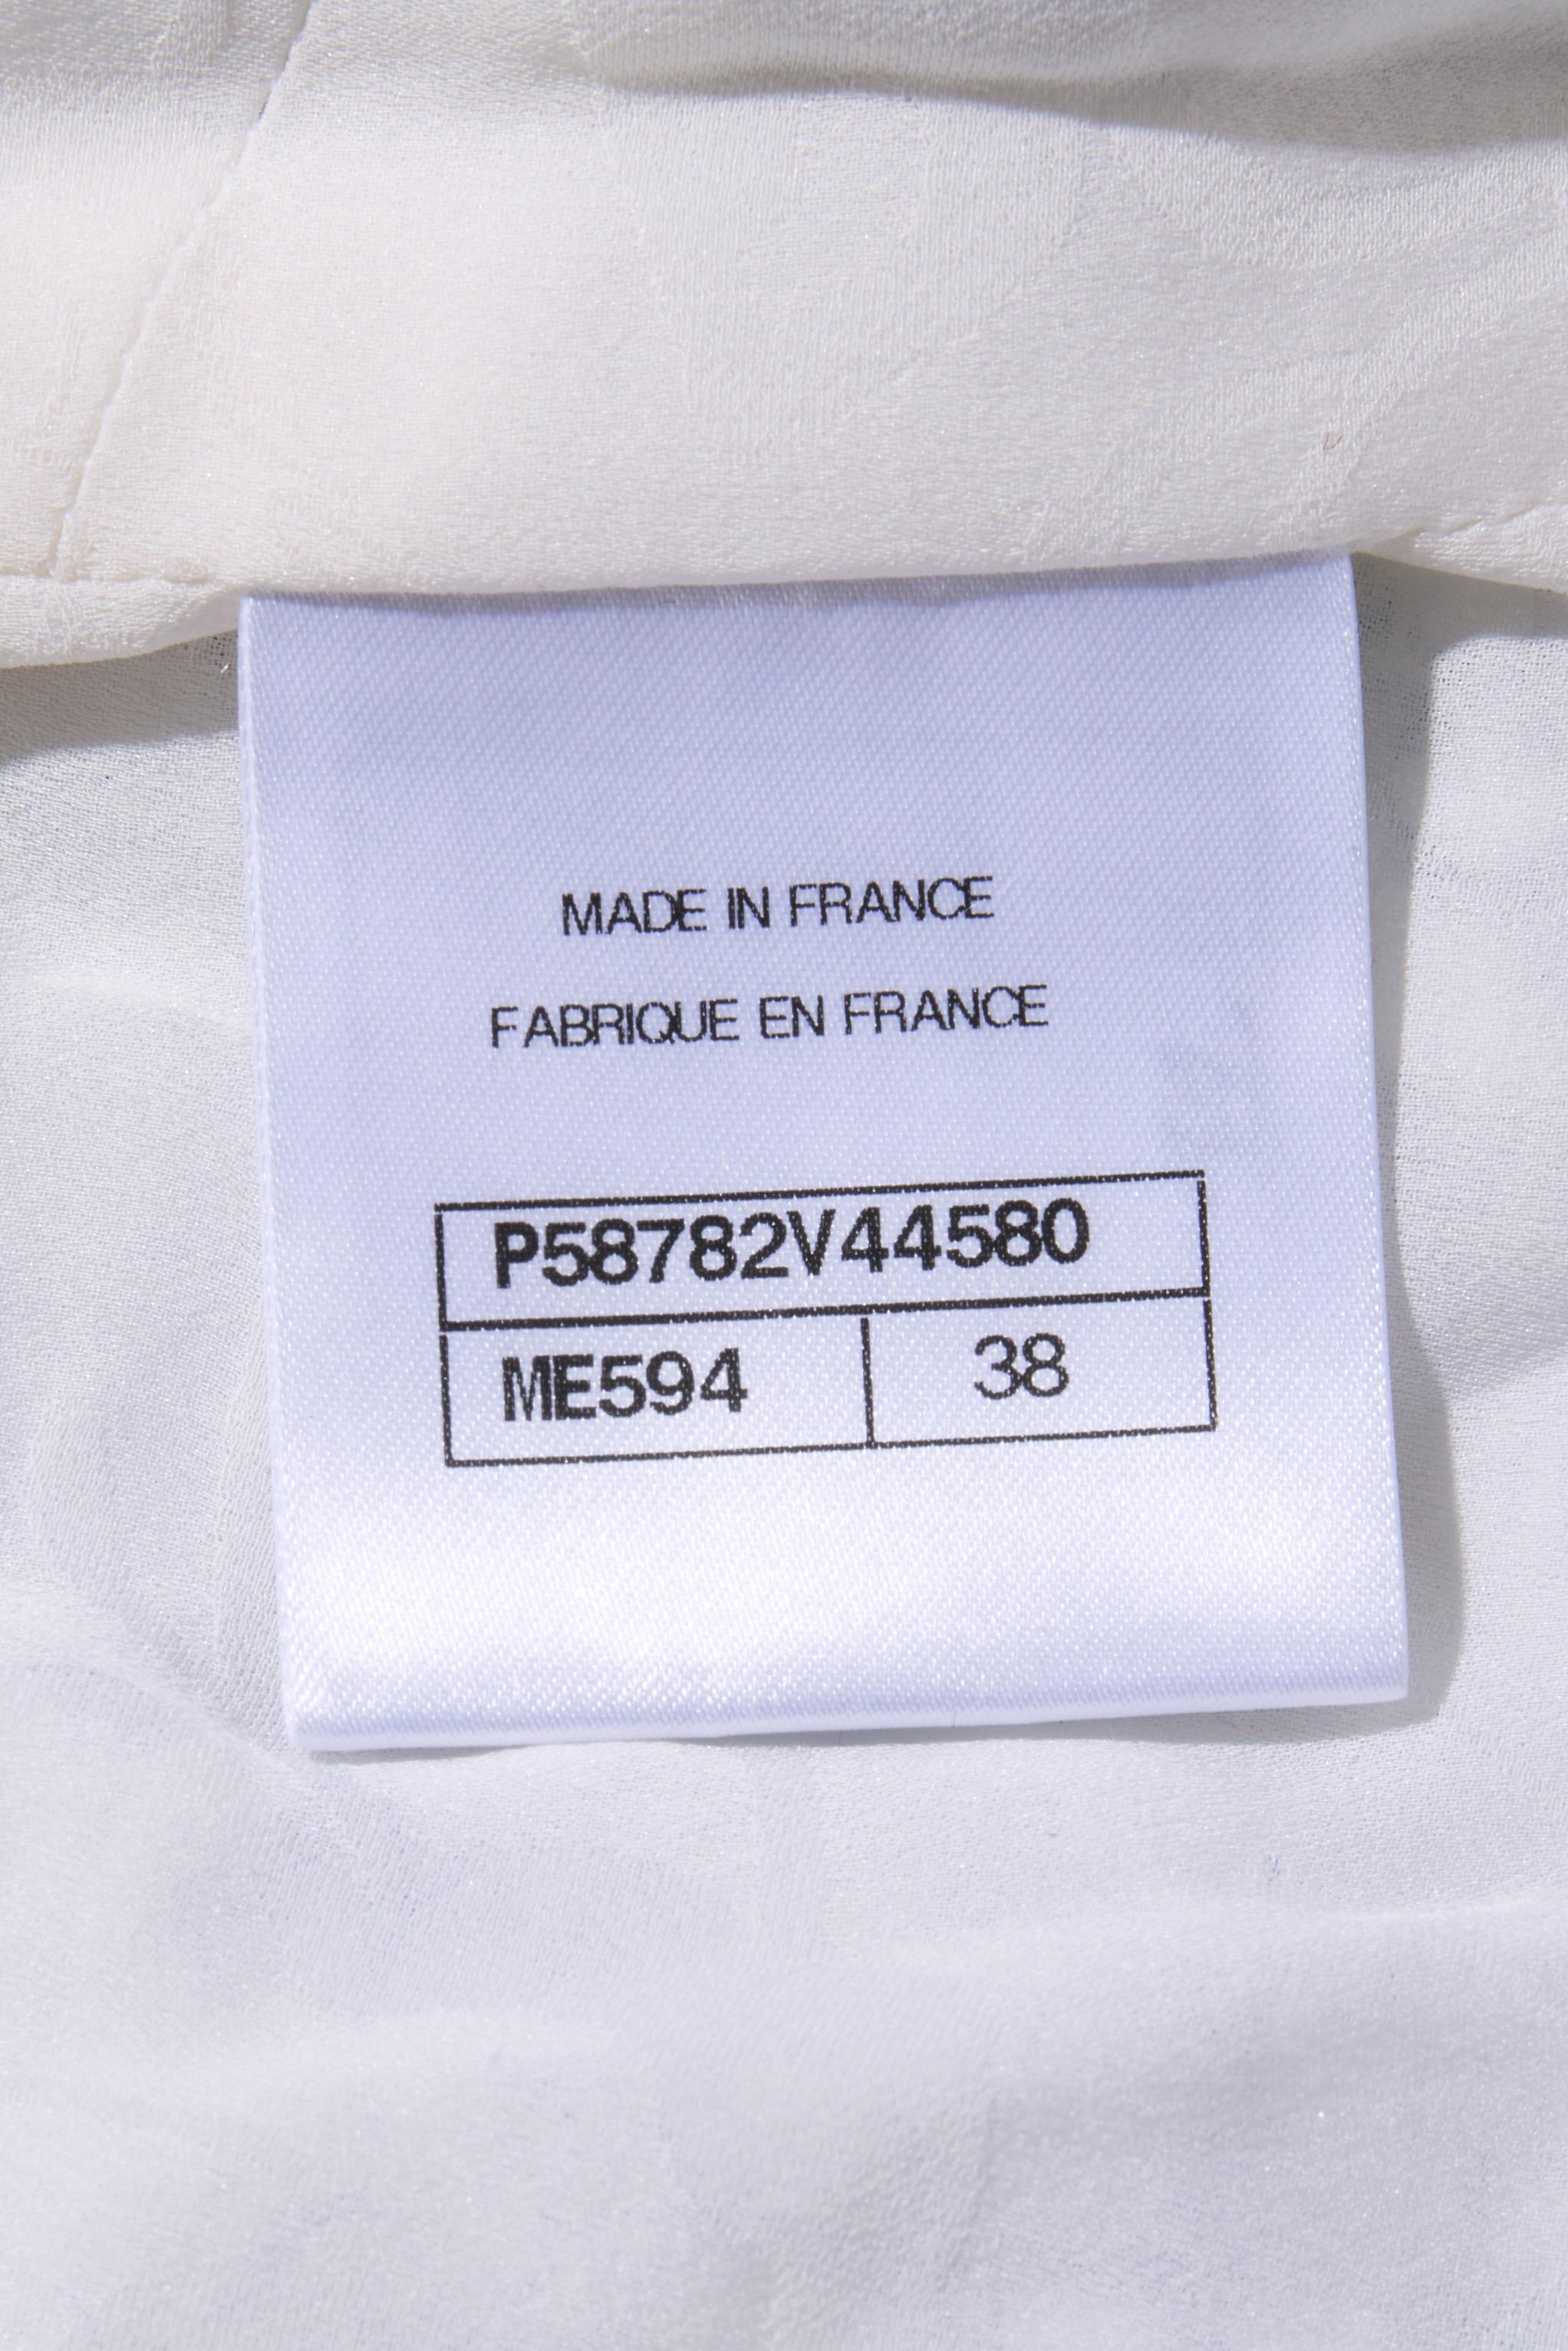 MADE IN FRANCE
FABRIQUE EN FRANCE
P58782V44580
ME594 38